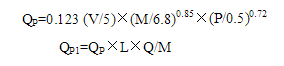 Qₚ=0.123 (V/5)×(M/6.8)⁰·⁸⁵×(P/0.5)⁰·⁷²
Qₚ₁=Qₚ×L×Q/M